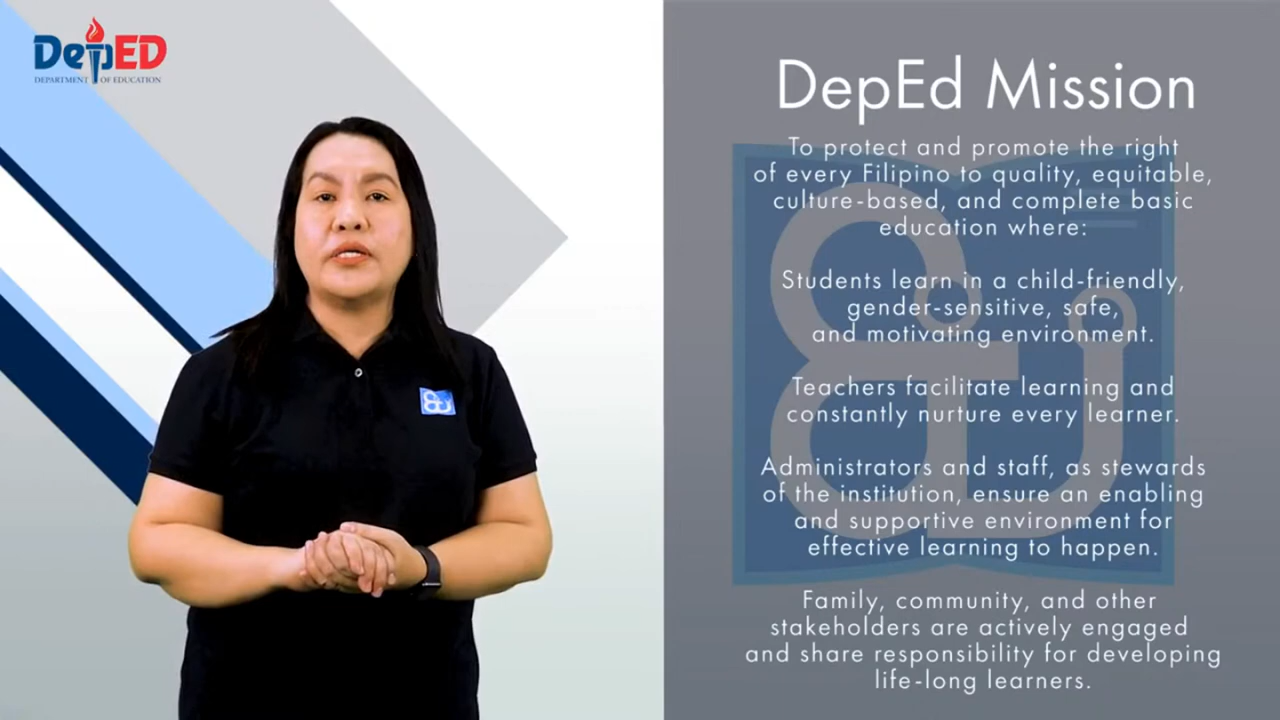 DepED
DEPARTMENT OF EDUCATION
DepEd Mission
To protect and promote the right
of every Filipino to quality, equitable,
culture-based, and complete basic
education where:
Students learn in a child-friendly,
gender-sensitive, safe,
and motivating environment.
Teachers facilitate learning and
constantly nurture every learner.
Administrators and staff, as stewards
of the institution, ensure an enabling
and supportive environment for
effective learning to happen.
Family, community, and other
stakeholders are actively engaged
and share responsibility for developing
life-long learners.